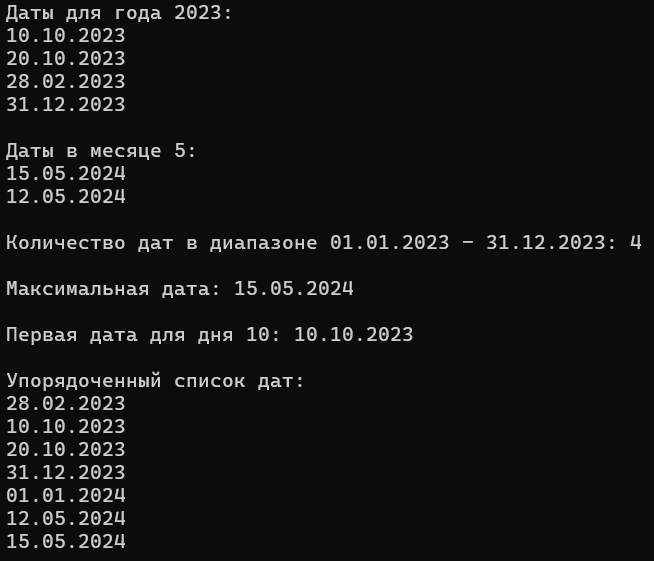 Даты для года 2023:
10.10.2023
20.10.2023
28.02.2023
31.12.2023
Даты в месяце 5:
15.05.2024
12.05.2024
Количество дат в диапазоне 01.01.2023 - 31.12.2023: 4
Максимальная дата: 15.05.2024
Первая дата для дня 10: 10.10.2023
Упорядоченный список дат:
28.02.2023
10.10.2023
20.10.2023
31.12.2023
01.01.2024
12.05.2024
15.05.2024